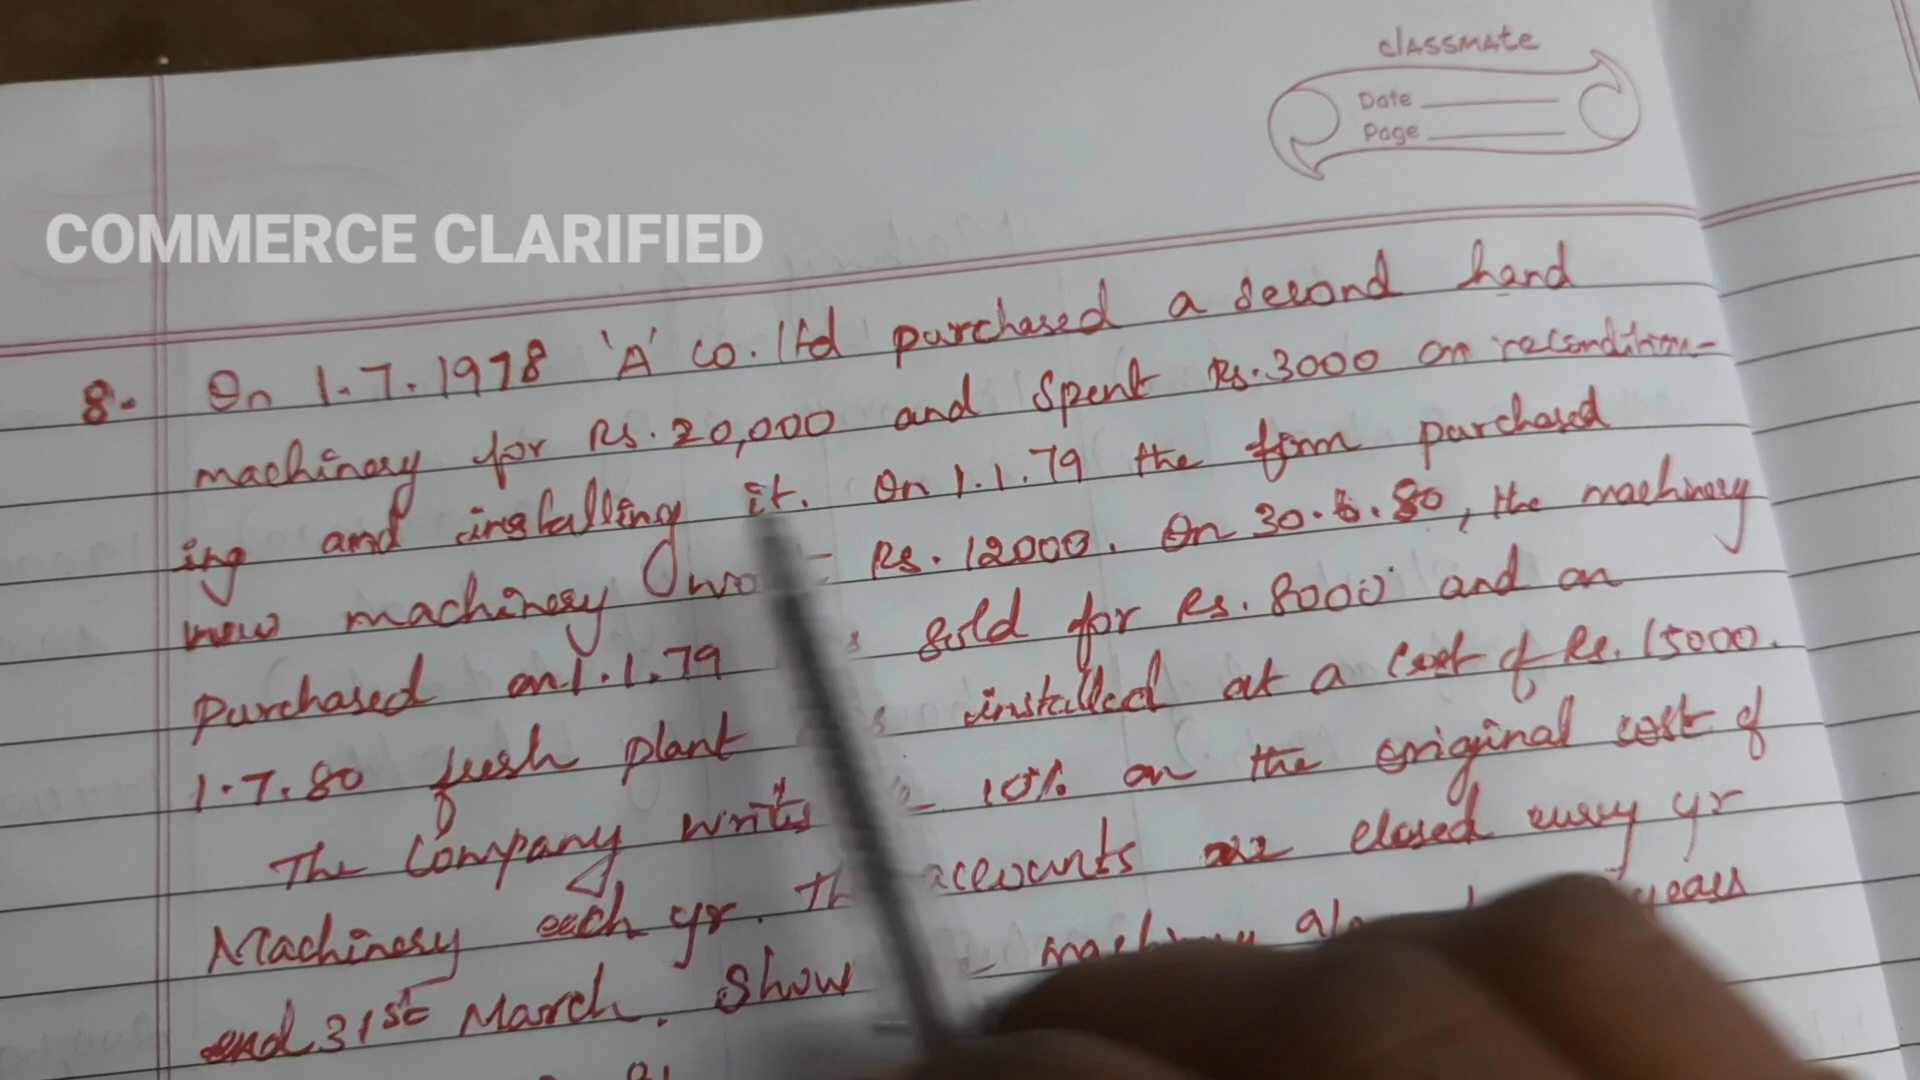 classmate
Date
Page
COMMERCE CLARIFIED
8. On 1.7.1978 'A' Co. ltd purchased a second hand
machinery for Rs. 20,000 and spent Rs. 3000 on recondition-
ing and installing it. On 1.1.79 the firm purchased
new machinery Rs. 12000. On 30.6.80, the machinery
purchased on 1.1.79 sold for Rs. 8000 and on
1.7.80 fresh plant installed at a cost of Rs. 15000.
The Company writes 10% on the original cost of
Machinery each yr. accounts are closed every yr
end 31st March. Show years